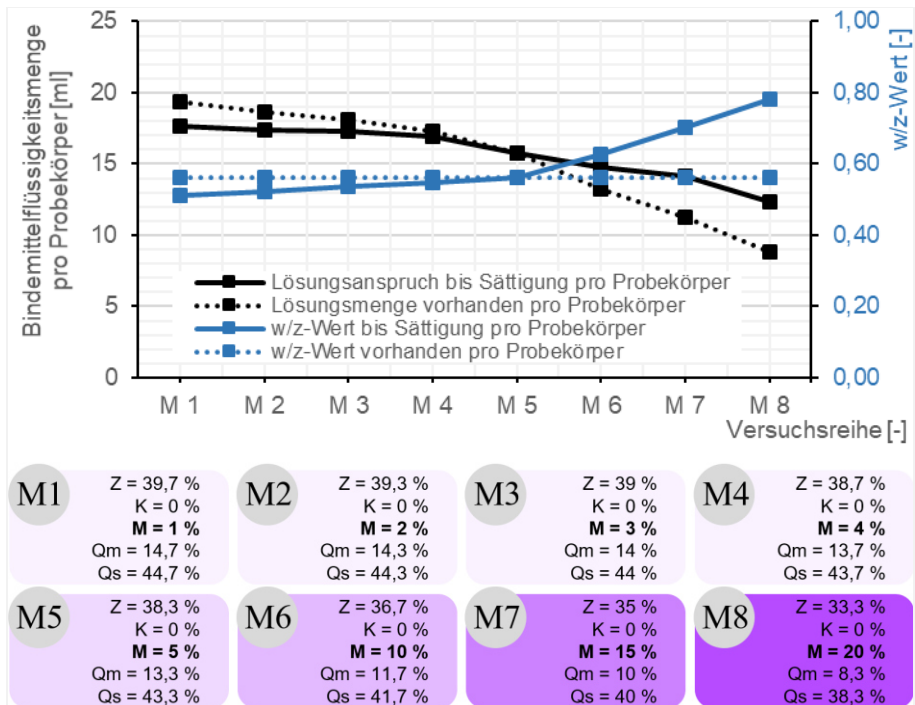 Bindemittelflüssigkeitsmenge
pro Probekörper [ml]
25
20
15
10
5
0
1,00
0,80
0,60
0,40
0,20
0,00
w/z-Wert [-]
Lösungsanspruch bis Sättigung pro Probekörper
Lösungsmenge vorhanden pro Probekörper
w/z-Wert bis Sättigung pro Probekörper
w/z-Wert vorhanden pro Probekörper
M 1 M 2 M 3 M 4 M 5 M 6 M 7 M 8
Versuchsreihe [-]
M1
Z = 39,7 %
K = 0 %
M = 1 %
Qm = 14,7 %
Qs = 44,7 %
M2
Z = 39,3 %
K = 0 %
M = 2 %
Qm = 14,3 %
Qs = 44,3 %
M3
Z = 39 %
K = 0 %
M = 3 %
Qm = 14 %
Qs = 44 %
M4
Z = 38,7 %
K = 0 %
M = 4 %
Qm = 13,7 %
Qs = 43,7 %
M5
Z = 38,3 %
K = 0 %
M = 5 %
Qm = 13,3 %
Qs = 43,3 %
M6
Z = 36,7 %
K = 0 %
M = 10 %
Qm = 11,7 %
Qs = 41,7 %
M7
Z = 35 %
K = 0 %
M = 15 %
Qm = 10 %
Qs = 40 %
M8
Z = 33,3 %
K = 0 %
M = 20 %
Qm = 8,3 %
Qs = 38,3 %